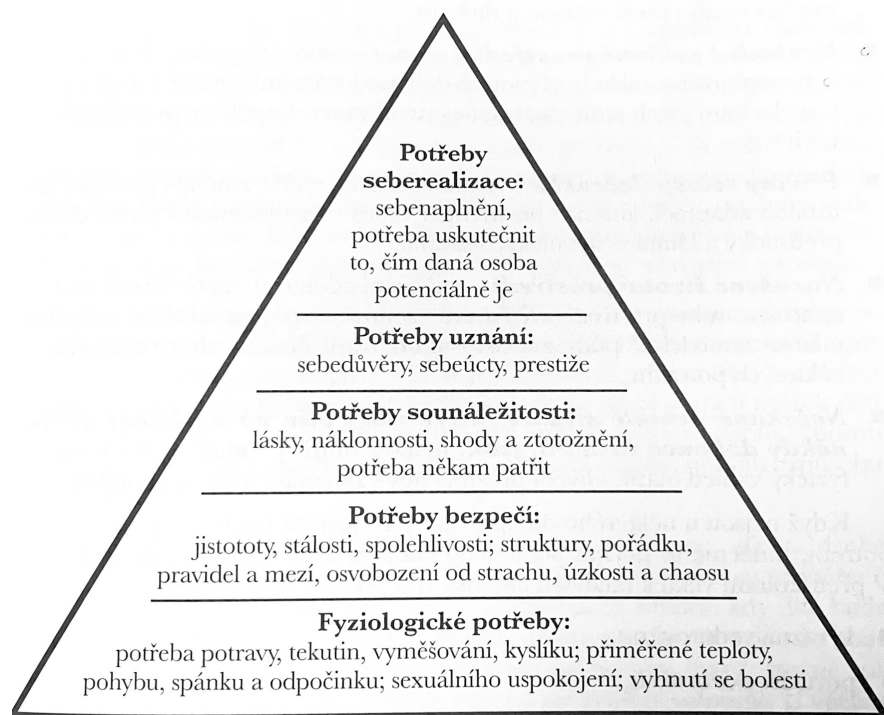 Potřeby
seberealizace:
sebenaplnění,
potřeba uskutečnit
to, čím daná osoba
potenciálně je
Potřeby uznání:
sebedůvěry, sebeúcty, prestiže
Potřeby sounáležitosti:
lásky, náklonnosti, shody a ztotožnění,
potřeba někam patřit
Potřeby bezpečí:
jistototy, stálosti, spolehlivosti; struktury, pořádku,
pravidel a mezí, osvobození od strachu, úzkosti a chaosu
Fyziologické potřeby:
potřeba potravy, tekutin, vyměšování, kyslíku; přiměřené teploty,
pohybu, spánku a odpočinku; sexuálního uspokojení; vyhnutí se bolesti